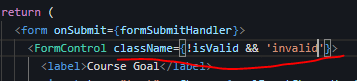 return (
<form onSubmit={formSubmitHandler}>
<FormControl className={!isValid && 'invalid'}>
<label>Course Goal</label>